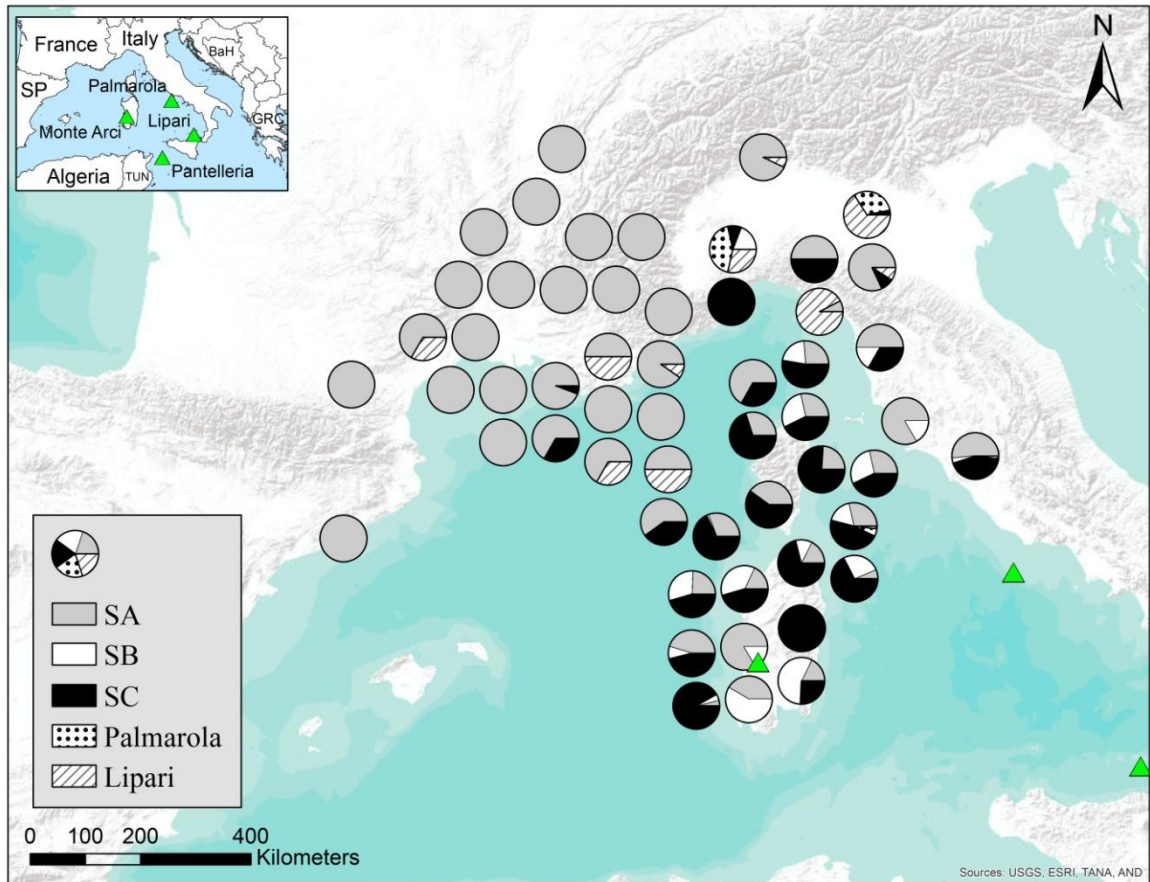 France
Italy
BaH
SP
Palmarola
Monte Arci
Lipari
GRC
Algeria
TUN
Pantelleria
N
SA
SB
SC
Palmarola
Lipari
0 100 200 400
Kilometers
Sources: USGS, ESRI, TANA, AND